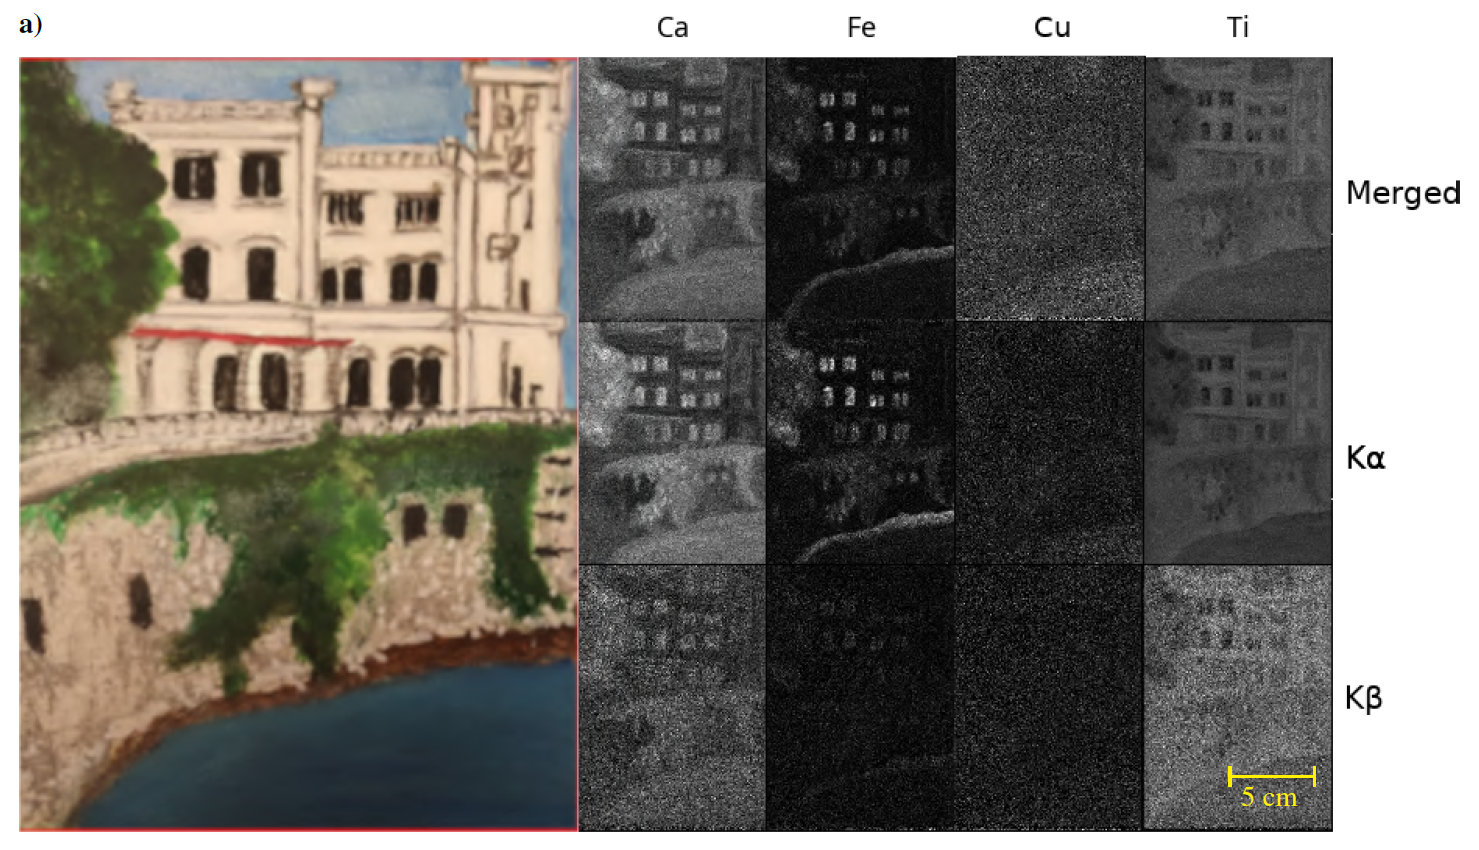 a)
Ca Fe Cu Ti
Merged
Kα
Kβ
5 cm